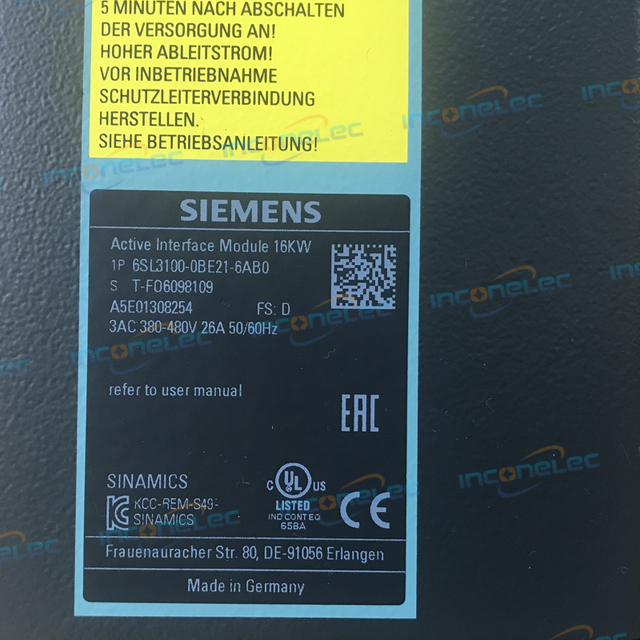 5 MINUTEN NACH ABSCHALTEN
DER VERSORGUNG AN!
HOHER ABLEITSTROM!
VOR INBETRIEBNAHME
SCHUTZLEITERVERBINDUNG
HERSTELLEN.
SIEHE BETRIEBSANLEITUNG!
SIEMENS
Active Interface Module 16KW
1P 6SL3100-0BE21-6AB0
S T-FO6098109
A5E01308254 FS: D
3AC 380-480V 26A 50/60Hz
refer to user manual
EAC
SINAMICS
KCC-REM-S49-
SINAMICS
C UL US
LISTED
IND CONT EQ
65BA
CE
Frauenauracher Str. 80, DE-91056 Erlangen
Made in Germany
inconelec